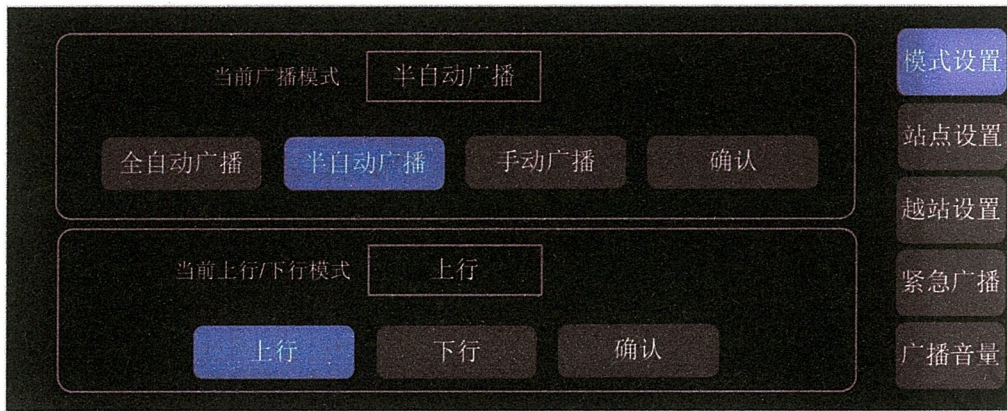 当前广播模式 半自动广播
全自动广播 半自动广播 手动广播 确认
当前上行/下行模式 上行
上行 下行 确认
模式设置
站点设置
越站设置
紧急广播
广播音量